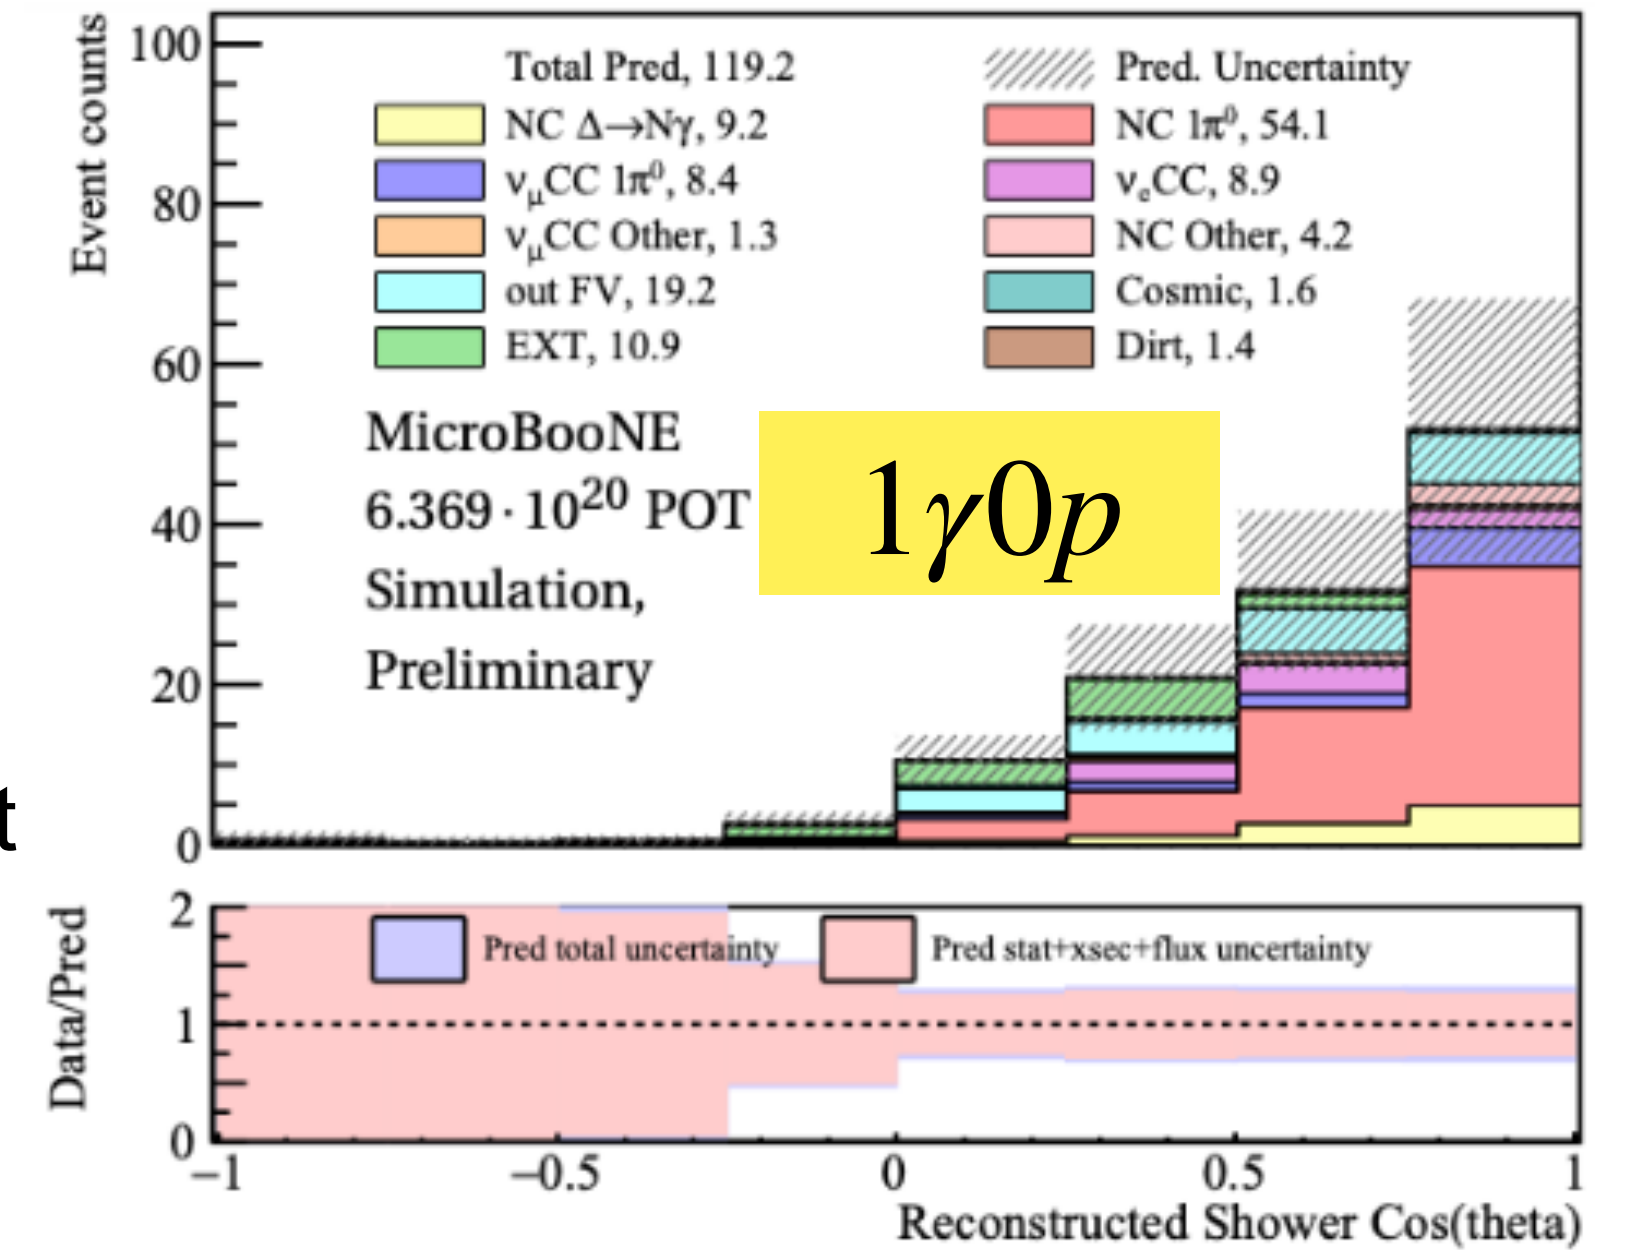 Event counts
100
80
60
40
20
0
Total Pred, 119.2
Pred. Uncertainty
NC Δ→Nγ, 9.2
NC 1π⁰, 54.1
νμCC 1π⁰, 8.4
νeCC, 8.9
νμCC Other, 1.3
NC Other, 4.2
out FV, 19.2
Cosmic, 1.6
EXT, 10.9
Dirt, 1.4
MicroBooNE
6.369·10²⁰ POT
Simulation,
Preliminary
1γ0p
t
Data/Pred
2
1
0
Pred total uncertainty
Pred stat+xsec+flux uncertainty
−1 −0.5 0 0.5 1
Reconstructed Shower Cos(theta)